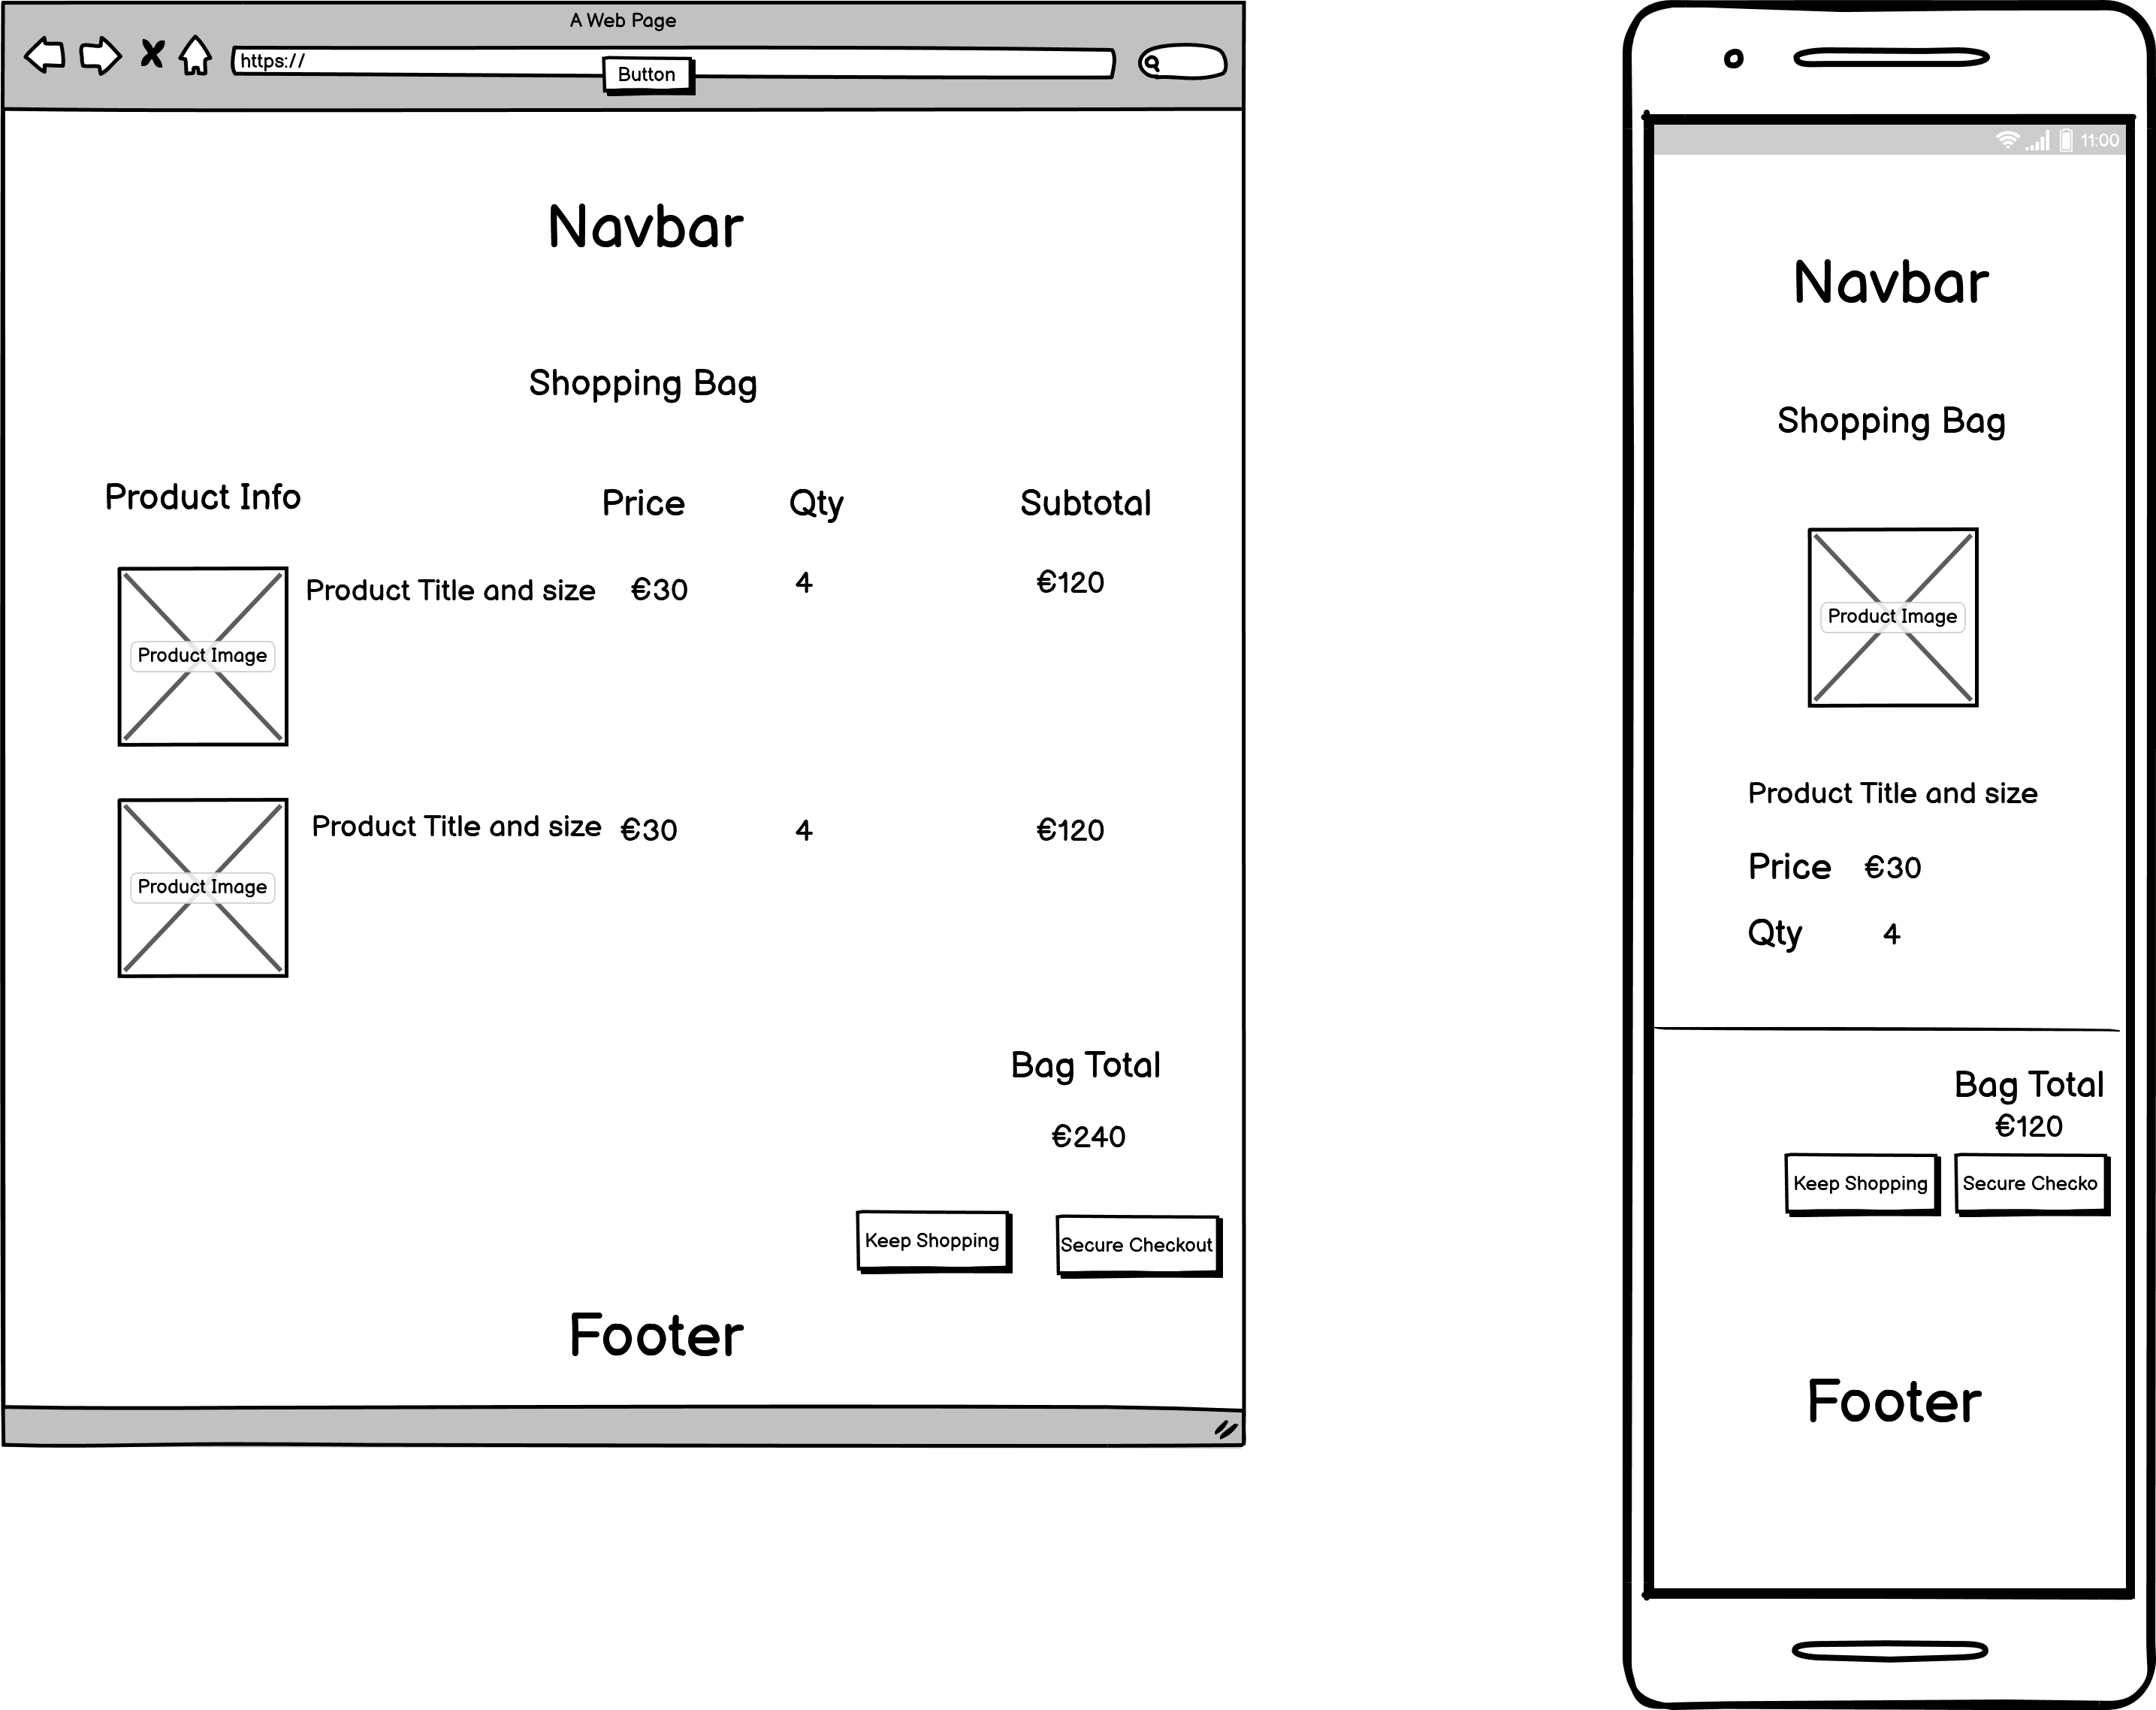 A Web Page
https://
Button
Navbar
Shopping Bag
Product Info Price Qty Subtotal
Product Title and size €30 4 €120
Product Image
Product Title and size €30 4 €120
Product Image
Bag Total
€240
Keep Shopping Secure Checkout
Footer
11:00
Navbar
Shopping Bag
Product Image
Product Title and size
Price €30
Qty 4
Bag Total
€120
Keep Shopping Secure Checko
Footer